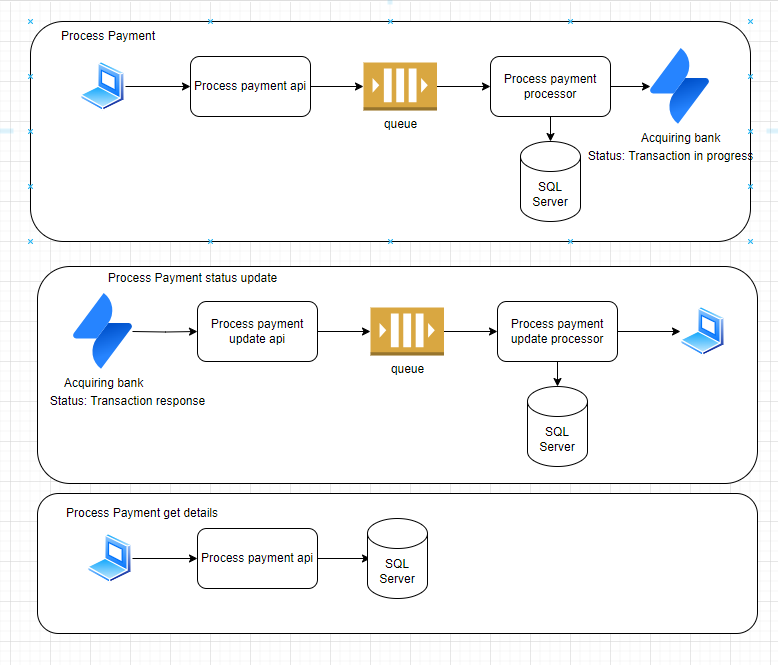 Process Payment
Process payment api
queue
Process payment
processor
Acquiring bank
Status: Transaction in progress
SQL
Server
Process Payment status update
Process payment
update api
queue
Process payment
update processor
Acquiring bank
Status: Transaction response
SQL
Server
Process Payment get details
Process payment api
SQL
Server